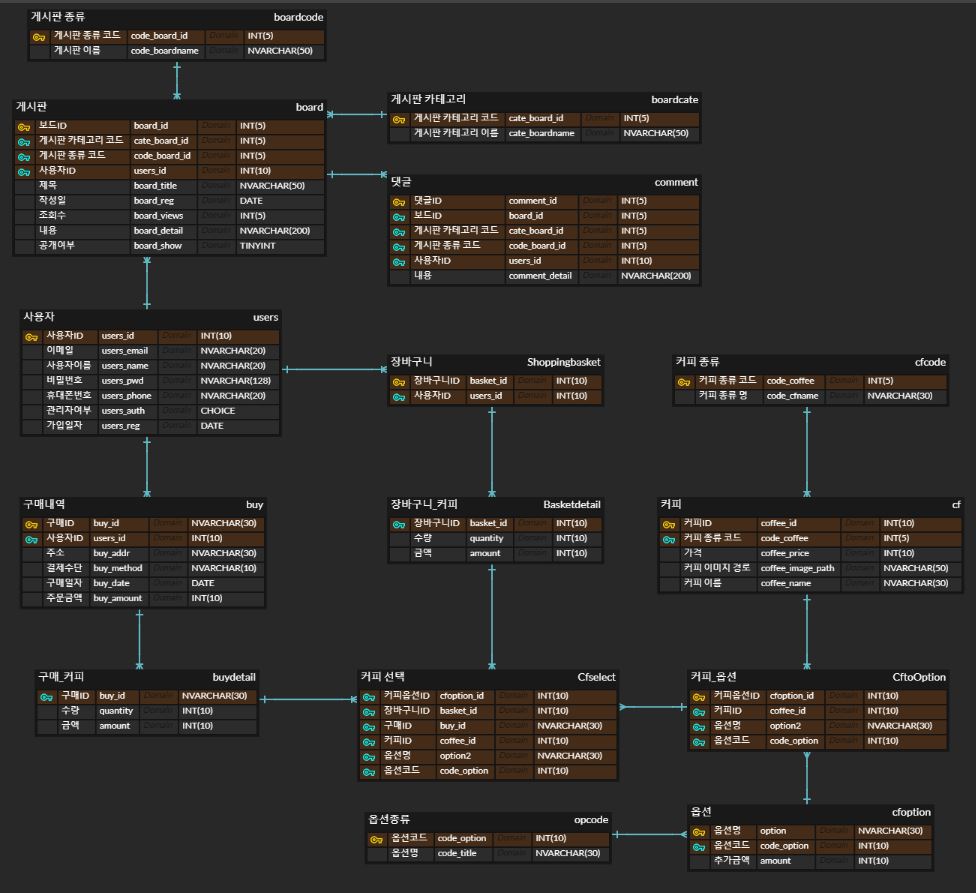 게시판 종류 boardcode
게시판 종류 코드 code_board_id Domain INT(5)
게시판 이름 code_boardname Domain NVARCHAR(50)
게시판 board
보드ID board_id Domain INT(5)
게시판 카테고리 코드 cate_board_id Domain INT(5)
게시판 종류 코드 code_board_id Domain INT(5)
사용자ID users_id Domain INT(10)
제목 board_title Domain NVARCHAR(50)
작성일 board_reg Domain DATE
조회수 board_views Domain INT(5)
내용 board_detail Domain NVARCHAR(200)
공개여부 board_show Domain TINYINT
게시판 카테고리 boardcate
게시판 카테고리 코드 cate_board_id Domain INT(5)
게시판 카테고리 이름 cate_boardname Domain NVARCHAR(50)
댓글 comment
댓글ID comment_id Domain INT(5)
보드ID board_id Domain INT(5)
게시판 카테고리 코드 cate_board_id Domain INT(5)
게시판 종류 코드 code_board_id Domain INT(5)
사용자ID users_id Domain INT(10)
내용 comment_detail Domain NVARCHAR(200)
사용자 users
사용자ID users_id Domain INT(10)
이메일 users_email Domain NVARCHAR(20)
사용자이름 users_name Domain NVARCHAR(20)
비밀번호 users_pwd Domain NVARCHAR(128)
휴대폰번호 users_phone Domain NVARCHAR(20)
관리자여부 users_auth Domain CHOICE
가입일자 users_reg Domain DATE
장바구니 Shoppingbasket
장바구니ID basket_id Domain INT(10)
사용자ID users_id Domain INT(10)
커피 종류 cfcode
커피 종류 코드 code_coffee Domain INT(5)
커피 종류 명 code_cfname Domain NVARCHAR(30)
구매내역 buy
구매ID buy_id Domain NVARCHAR(30)
사용자ID users_id Domain INT(10)
주소 buy_addr Domain NVARCHAR(30)
결제수단 buy_method Domain NVARCHAR(10)
구매일자 buy_date Domain DATE
주문금액 buy_amount Domain INT(10)
장바구니_커피 Basketdetail
장바구니ID basket_id Domain INT(10)
수량 quantity Domain INT(10)
금액 amount Domain INT(10)
커피 cf
커피ID coffee_id Domain INT(10)
커피 종류 코드 code_coffee Domain INT(5)
가격 coffee_price Domain INT(10)
커피 이미지 경로 coffee_image_path Domain NVARCHAR(50)
커피 이름 coffee_name Domain NVARCHAR(30)
구매_커피 buydetail
구매ID buy_id Domain NVARCHAR(30)
수량 quantity Domain INT(10)
금액 amount Domain INT(10)
커피 선택 Cfselect
커피옵션ID cfoption_id Domain INT(10)
장바구니ID basket_id Domain INT(10)
구매ID buy_id Domain NVARCHAR(30)
커피ID coffee_id Domain INT(10)
옵션명 option2 Domain NVARCHAR(30)
옵션코드 code_option Domain INT(10)
커피_옵션 CftoOption
커피옵션ID cfoption_id Domain INT(10)
커피ID coffee_id Domain INT(10)
옵션명 option2 Domain NVARCHAR(30)
옵션코드 code_option Domain INT(10)
옵션종류 opcode
옵션코드 code_option Domain INT(10)
옵션명 code_title Domain NVARCHAR(30)
옵션 cfoption
옵션명 option Domain NVARCHAR(30)
옵션코드 code_option Domain INT(10)
추가금액 amount Domain INT(10)